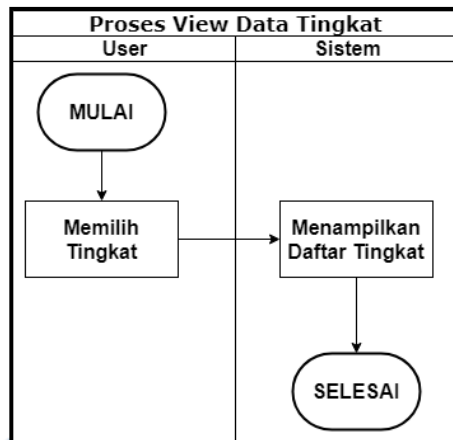 Proses View Data Tingkat
User
Sistem
MULAI
Memilih
Tingkat
Menampilkan
Daftar Tingkat
SELESAI